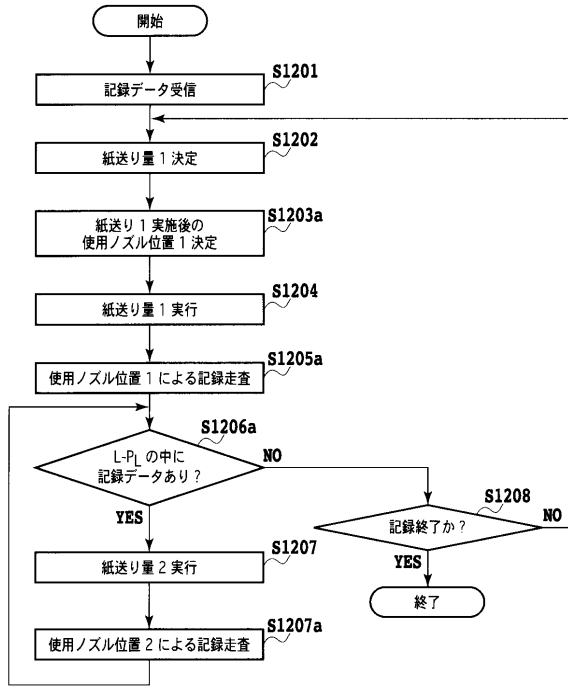 開始
S1201
記録データ受信
S1202
紙送り量1決定
S1203a
紙送り1実施後の
使用ノズル位置1決定
S1204
紙送り量1実行
S1205a
使用ノズル位置1による記録走査
S1206a
L-PLの中に
記録データあり?
NO
YES
S1207
紙送り量2実行
S1207a
使用ノズル位置2による記録走査
S1208
記録終了か?
NO
YES
終了